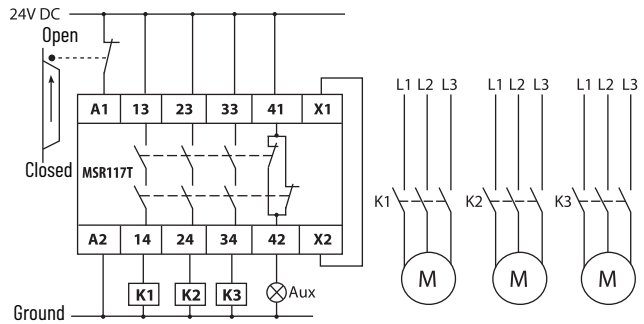 24V DC
Open
L1 L2 L3
L1 L2 L3
L1 L2 L3
A1 13 23 33 41 X1
Closed
MSR117T
K1
K2
K3
A2 14 24 34 42 X2
M
M
M
K1 K2 K3 Aux
Ground